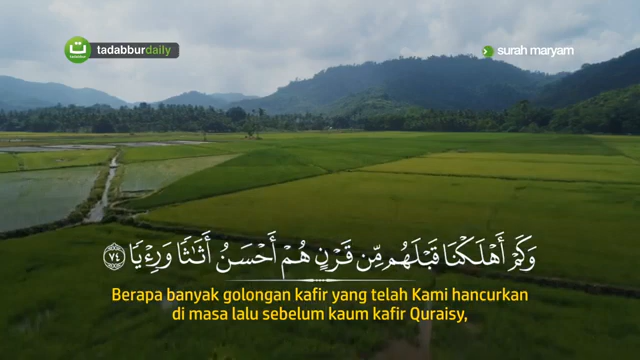 tadabburdaily
surah maryam
وَكَمْ أَهْلَكْنَا قَبْلَهُم مِّن قَرْنٍ هُمْ أَحْسَنُ أَثَٰثًا وَرِءْيًا ٧٤
Berapa banyak golongan kafir yang telah Kami hancurkan
di masa lalu sebelum kaum kafir Quraisy,